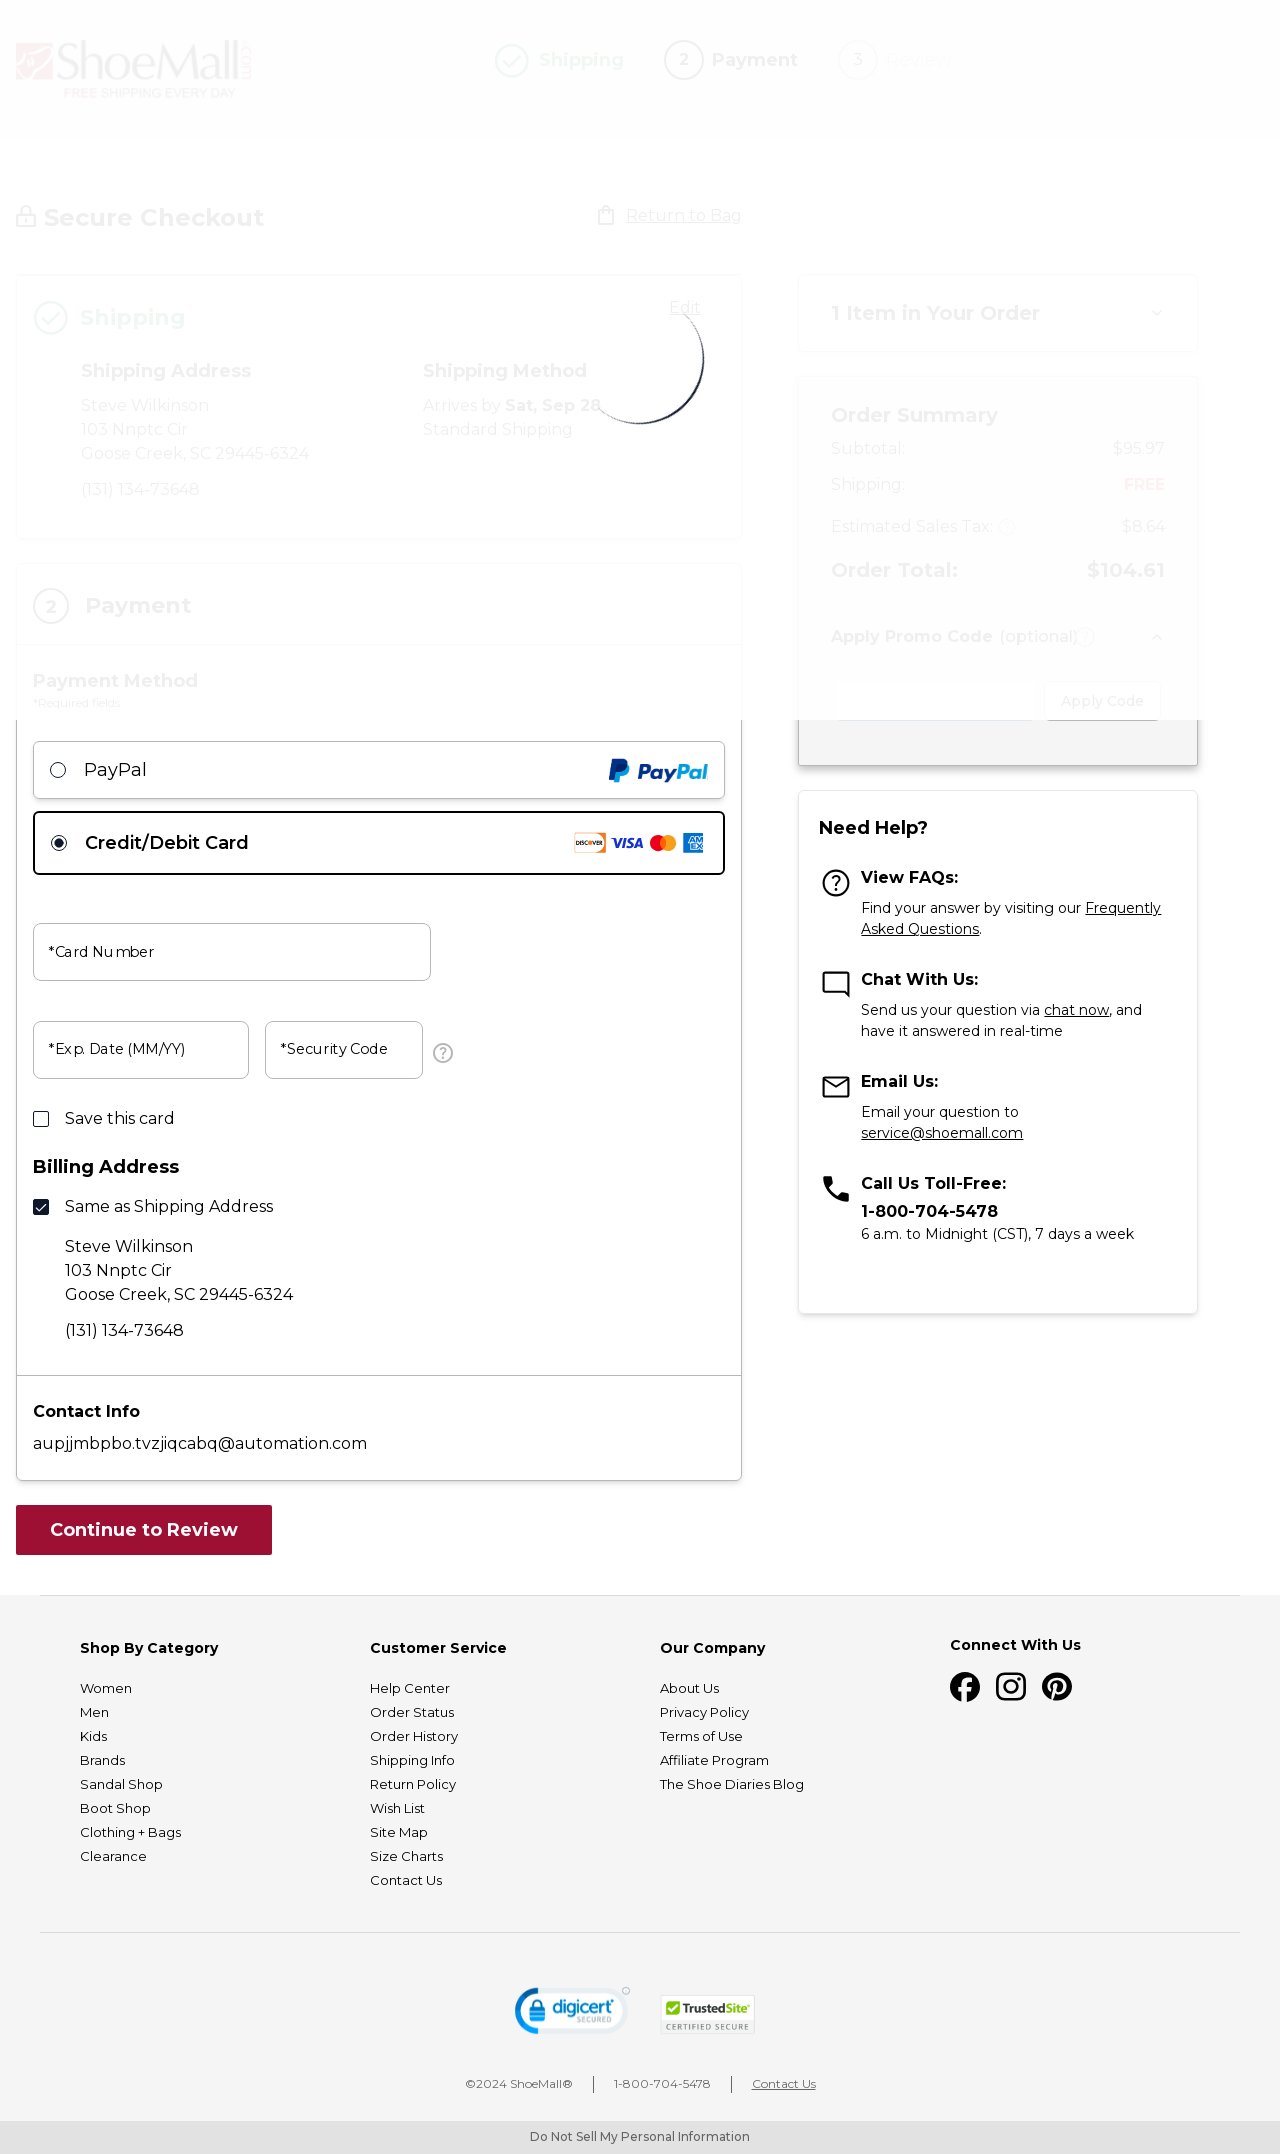 ShoeMall.com
FREE SHIPPING EVERY DAY
Shipping
2 Payment
3
Secure Checkout
Return to Bag
Shipping
Edit
Shipping Address
Steve Wilkinson
103 Nnptc Cir
Goose Creek, SC 29445-6324
(131) 134-73648
Shipping Method
Arrives by Sat, Sep 28
Standard Shipping
2 Payment
Payment Method
*Required fields
PayPal
PayPal
Credit/Debit Card
DISCOVER VISA AMEX
*Card Number
*Exp. Date (MM/YY)
*Security Code
?
Save this card
Billing Address
Same as Shipping Address
Steve Wilkinson
103 Nnptc Cir
Goose Creek, SC 29445-6324
(131) 134-73648
Contact Info
aupjjmbpbo.tvzjiqcabq@automation.com
Continue to Review
1 Item in Your Order
Order Summary
Subtotal: $95.97
Shipping: FREE
Estimated Sales Tax: $8.64
Order Total: $104.61
Apply Promo Code (optional)
Apply Code
Need Help?
? View FAQs:
Find your answer by visiting our Frequently
Asked Questions.
Chat With Us:
Send us your question via chat now, and
have it answered in real-time
Email Us:
Email your question to
service@shoemall.com
Call Us Toll-Free:
1-800-704-5478
6 a.m. to Midnight (CST), 7 days a week
Shop By Category
Women
Men
Kids
Brands
Sandal Shop
Boot Shop
Clothing + Bags
Clearance
Customer Service
Help Center
Order Status
Order History
Shipping Info
Return Policy
Wish List
Site Map
Size Charts
Contact Us
Our Company
About Us
Privacy Policy
Terms of Use
Affiliate Program
The Shoe Diaries Blog
Connect With Us
digicert
SECURED
TrustedSite
CERTIFIED SECURE
©2024 ShoeMall®
1-800-704-5478
Contact Us
Do Not Sell My Personal Information